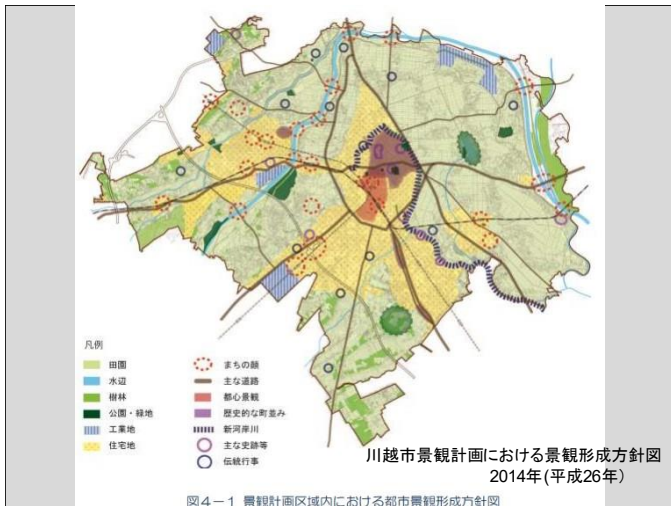 凡例
田園
水辺
樹林
公園・緑地
工業地
住宅地
まちの顔
主な道路
都心景観
歴史的な町並み
新河岸川
主な史跡等
伝統行事
川越市景観計画における景観形成方針図
2014年(平成26年)
図4－1 景観計画区域内における都市景観形成方針図